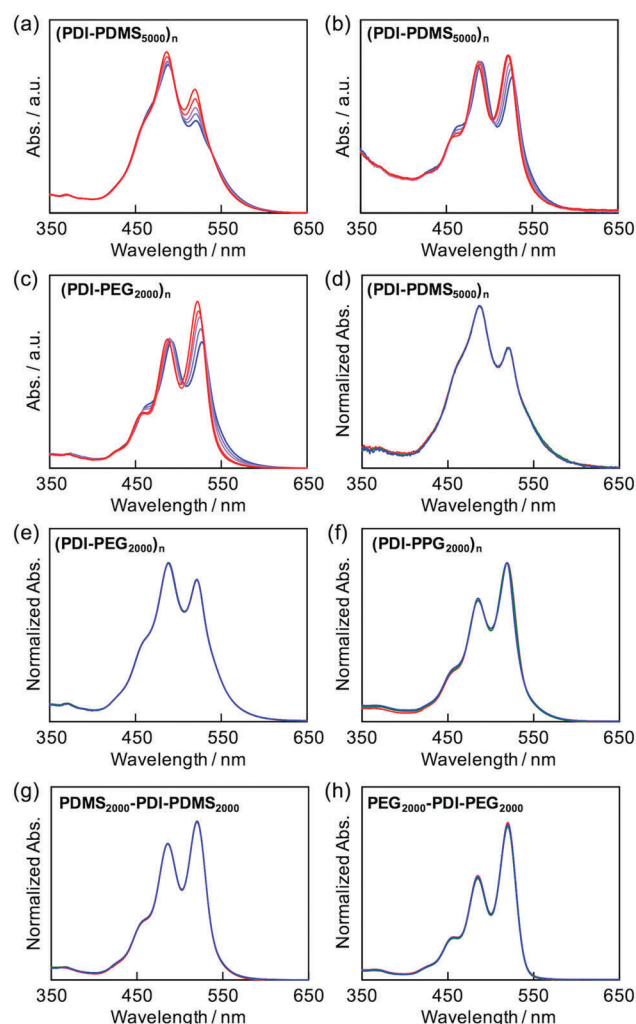 (a)
(PDI-PDMS5000)n
Abs. / a.u.
350 450 550 650
Wavelength / nm
(b)
(PDI-PDMS5000)n
Abs. / a.u.
350 450 550 650
Wavelength / nm
(c)
(PDI-PEG2000)n
Abs. / a.u.
350 450 550 650
Wavelength / nm
(d)
(PDI-PDMS5000)n
Normalized Abs.
350 450 550 650
Wavelength / nm
(e)
(PDI-PEG2000)n
Normalized Abs.
350 450 550 650
Wavelength / nm
(f)
(PDI-PPG2000)n
Normalized Abs.
350 450 550 650
Wavelength / nm
(g)
PDMS2000-PDI-PDMS2000
Normalized Abs.
350 450 550 650
Wavelength / nm
(h)
PEG2000-PDI-PEG2000
Normalized Abs.
350 450 550 650
Wavelength / nm